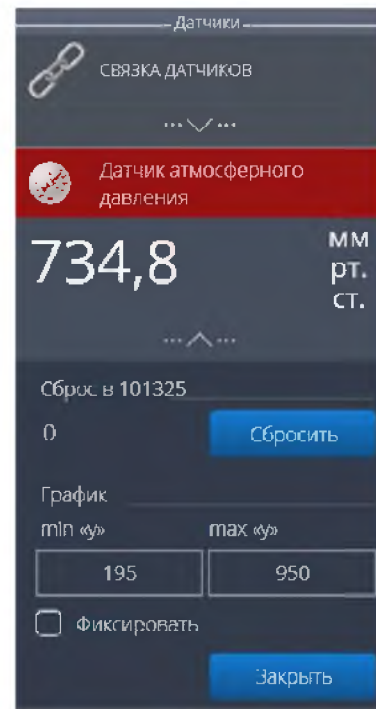 Датчики
СВЯЗКА ДАТЧИКОВ
Датчик атмосферного
давления
734,8
мм
рт.
ст.
Сброс в 101325
0
Сбросить
График
min «y» max «y»
195 950
Фиксировать
Закрыть